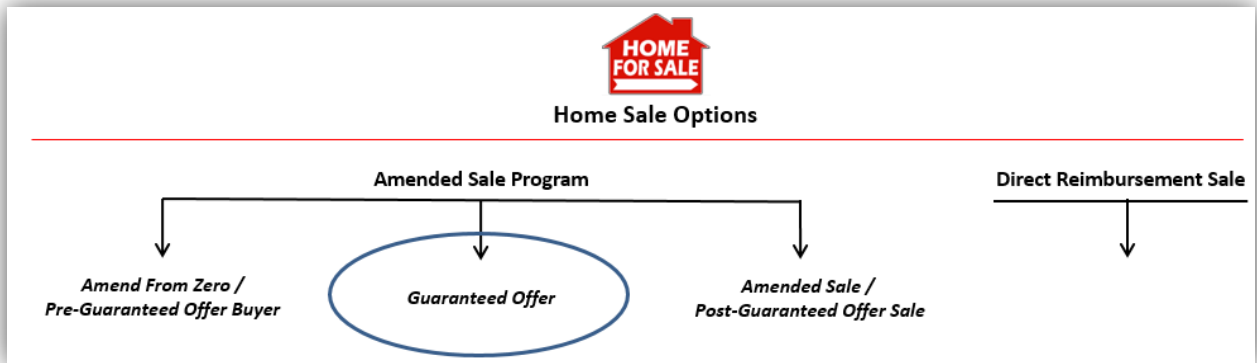 HOME
FOR SALE
Home Sale Options
Amended Sale Program
Direct Reimbursement Sale
Amend From Zero /
Pre-Guaranteed Offer Buyer
Guaranteed Offer
Amended Sale /
Post-Guaranteed Offer Sale